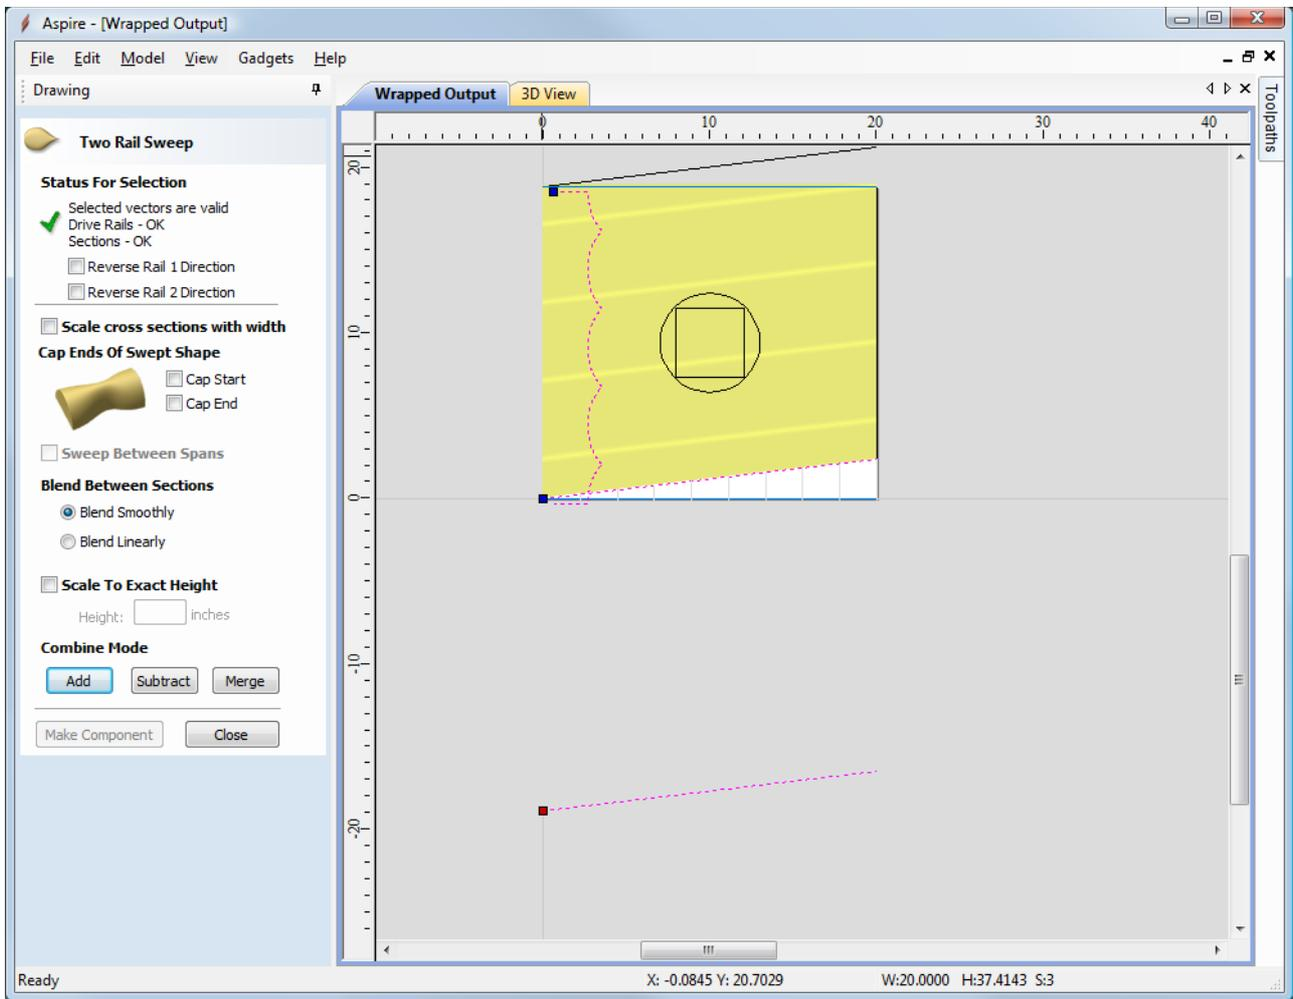 Aspire - [Wrapped Output]
File Edit Model View Gadgets Help
Drawing
Wrapped Output 3D View
Toolpaths
Two Rail Sweep
Status For Selection
Selected vectors are valid
Drive Rails - OK
Sections - OK
Reverse Rail 1 Direction
Reverse Rail 2 Direction
Scale cross sections with width
Cap Ends Of Swept Shape
Cap Start
Cap End
Sweep Between Spans
Blend Between Sections
Blend Smoothly
Blend Linearly
Scale To Exact Height
Height: inches
Combine Mode
Add Subtract Merge
Make Component Close
0 10 20 30 40
20
10
0
-10
-20
Ready X: -0.0845 Y: 20.7029 W:20.0000 H:37.4143 S:3